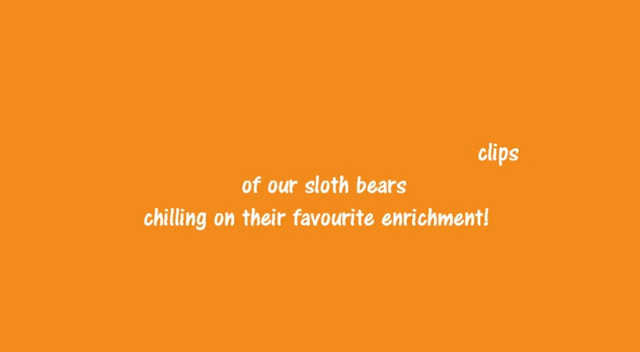 clips
of our sloth bears
chilling on their favourite enrichment!